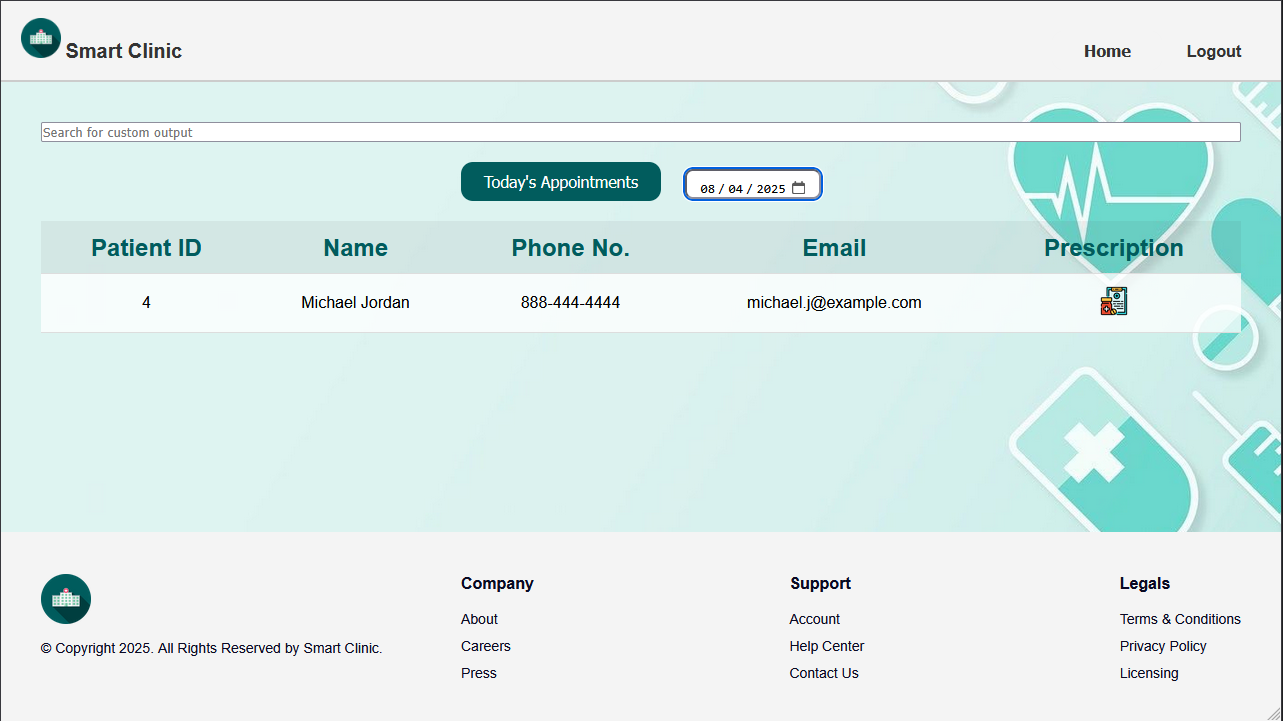 Smart Clinic
Home Logout
Search for custom output
Today's Appointments 08 / 04 / 2025
Patient ID Name Phone No. Email Prescription
4 Michael Jordan 888-444-4444 michael.j@example.com
Company Support Legals
About Account Terms & Conditions
Careers Help Center Privacy Policy
Press Contact Us Licensing
© Copyright 2025. All Rights Reserved by Smart Clinic.